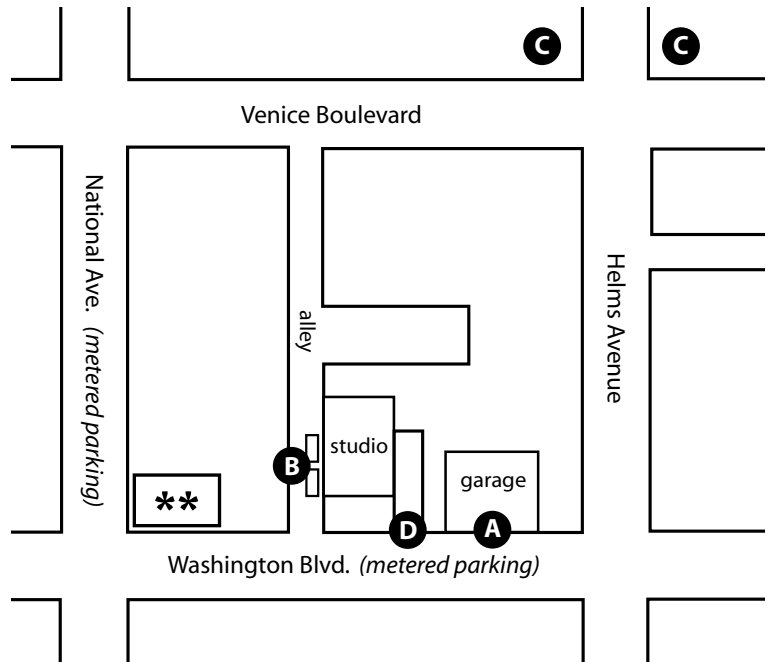 C
C
Venice Boulevard
National Ave. (metered parking)
Helms Avenue
alley
studio
B
garage
**
D
A
Washington Blvd. (metered parking)